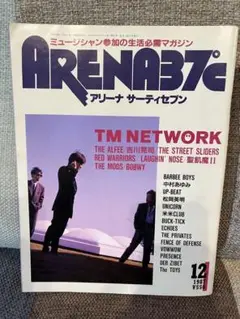 ミュージシャン参加の生活必需マガジン
ARENA37℃
アリーナ サーティセブン
TM NETWORK
THE ALFEE 吉川晃司 THE STREET SLIDERS
RED WARRIORS LAUGHIN' NOSE 聖飢魔II
THE MODS BOØWY
BARBEE BOYS
中村あゆみ
UP-BEAT
松岡英明
UNICORN
米米CLUB
BUCK-TICK
ECHOES
THE PRIVATES
FENCE OF DEFENSE
VOWWOW
PRESENCE
DER ZIBET
The TOYS
12